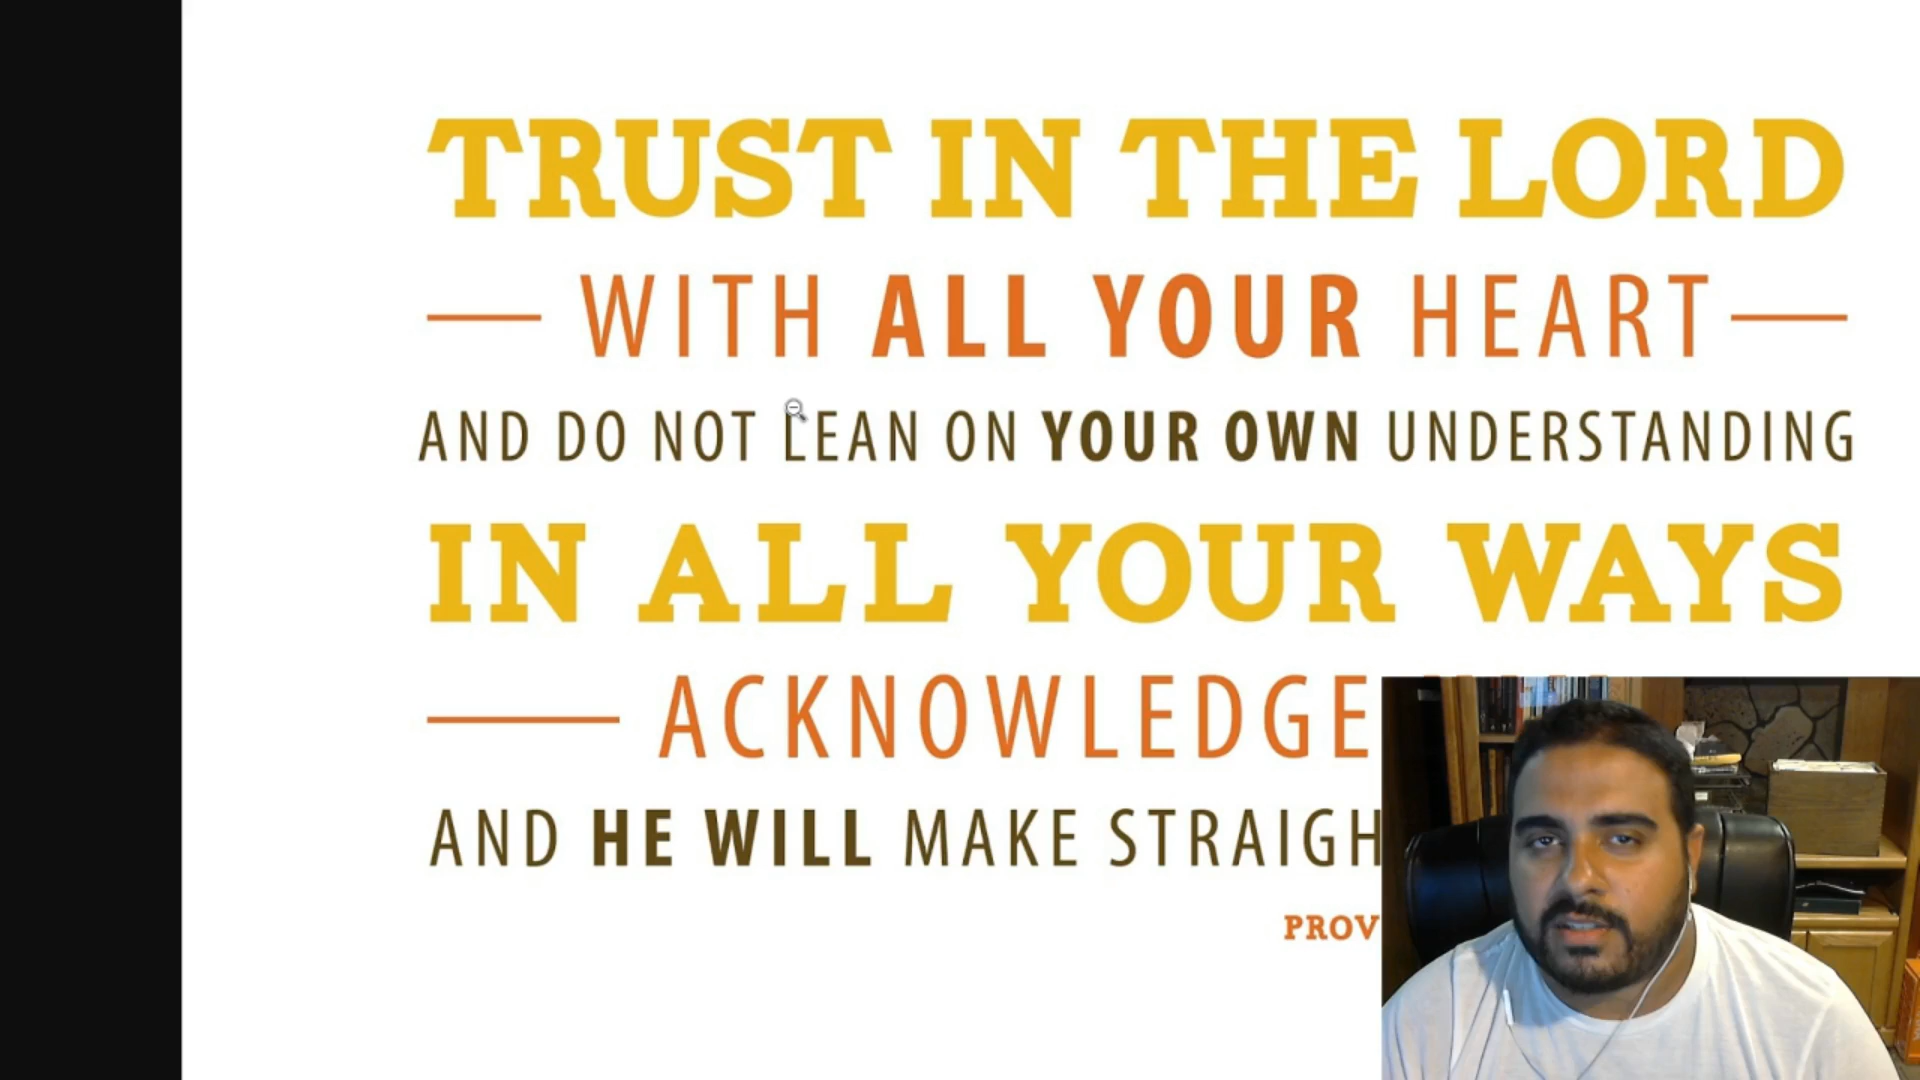 TRUST IN THE LORD
WITH ALL YOUR HEART
AND DO NOT LEAN ON YOUR OWN UNDERSTANDING
IN ALL YOUR WAYS
ACKNOWLEDGE
AND HE WILL MAKE STRAIGH
PROV